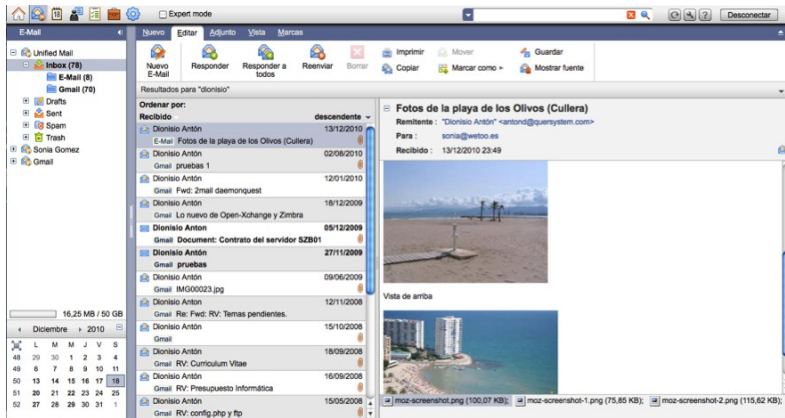 Expert mode
Desconectar
E-Mail
Nuevo Editar Adjunto Vista Marcas
Nuevo E-Mail
Responder
Responder a todos
Reenviar
Borrar
Imprimir
Copiar
Mover
Marcar como
Guardar
Mostrar fuente
Unified Mail
Inbox (78)
E-Mail (8)
Gmail (70)
Drafts
Sent
Spam
Trash
Sonia Gomez
Gmail
16,25 MB / 50 GB
Diciembre 2010
L M M J V S
48 29 30 1 2 3 4
49 6 7 8 9 10 11
50 13 14 15 16 17 18
51 20 21 22 23 24 25
52 27 28 29 30 31 1
Resultados para "dionisio"
Ordenar por:
Recibido descendente
Dionisio Antón 13/12/2010
E-Mail Fotos de la playa de los Olivos (Cullera)
Dionisio Antón 02/08/2010
Gmail pruebas 1
Dionisio Antón 12/01/2010
Gmail Fwd: 2mail daemonquest
Dionisio Antón 18/12/2009
Gmail Lo nuevo de Open-Xchange y Zimbra
Dionisio Anton 05/12/2009
Gmail Document: Contrato del servidor SZB01
Dionisio Antón 27/11/2009
Gmail pruebas
Dionisio Antón 09/06/2009
Gmail IMG00023.jpg
Dionisio Antón 12/11/2008
Gmail Re: Fwd: RV: Temas pendientes.
Dionisio Antón 15/10/2008
Gmail
Dionisio Antón 18/09/2008
Gmail RV: Curriculum Vitae
Dionisio Antón 16/09/2008
Gmail RV: Presupuesto Informática
Dionisio Antón 15/05/2008
Gmail RV: config.php y ftp
Fotos de la playa de los Olivos (Cullera)
Remitente : "Dionisio Antón" <antond@quersystem.com>
Para : sonia@wetoo.es
Recibido : 13/12/2010 23:49
Vista de arriba
moz-screenshot.png (100,07 KB); moz-screenshot-1.png (75,85 KB); moz-screenshot-2.png (115,62 KB);